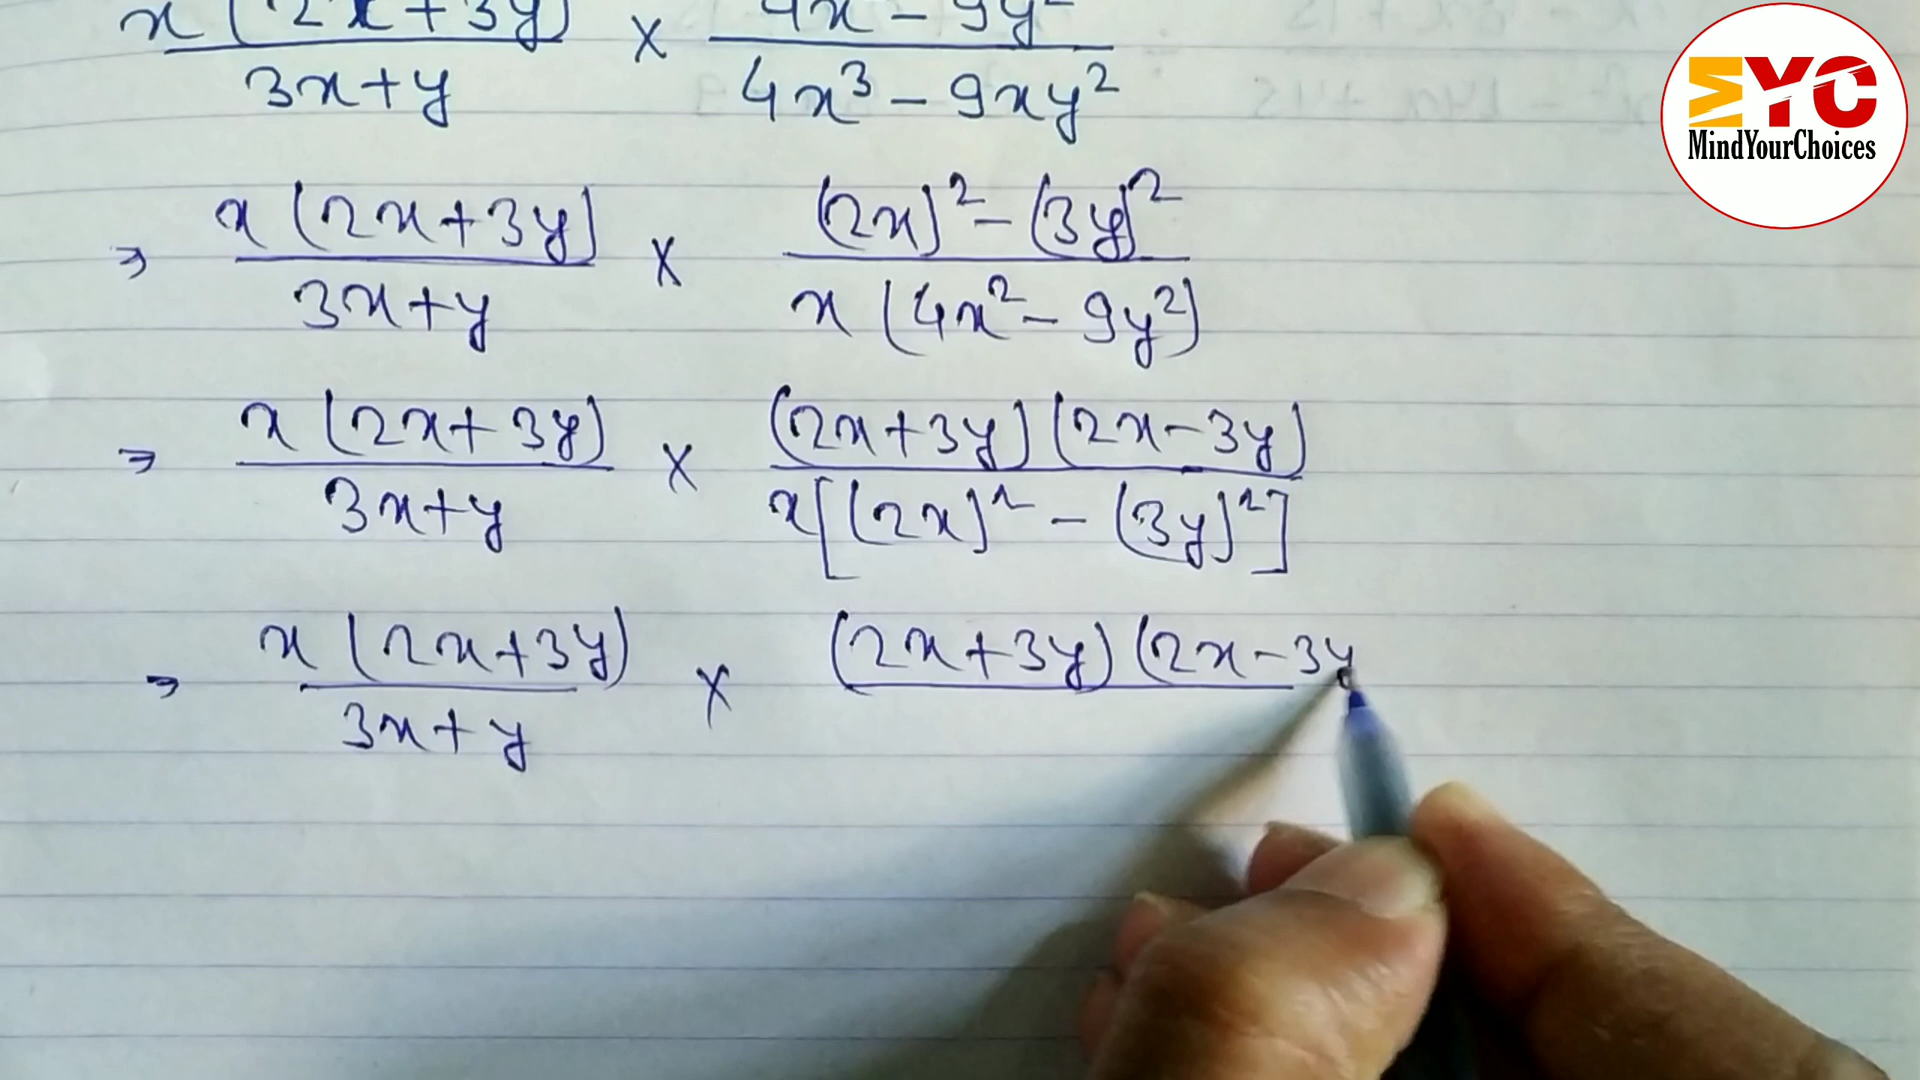 x (2x+3y) / 3x+y × 4x² - 9y² / 4x³ - 9xy²
MYC
MindYourChoices
⇒ x (2x+3y) / 3x+y × (2x)² - (3y)² / x (4x² - 9y²)
⇒ x (2x+3y) / 3x+y × (2x+3y) (2x-3y) / x[(2x)² - (3y)²]
⇒ x (2x+3y) / 3x+y × (2x+3y) (2x-3y